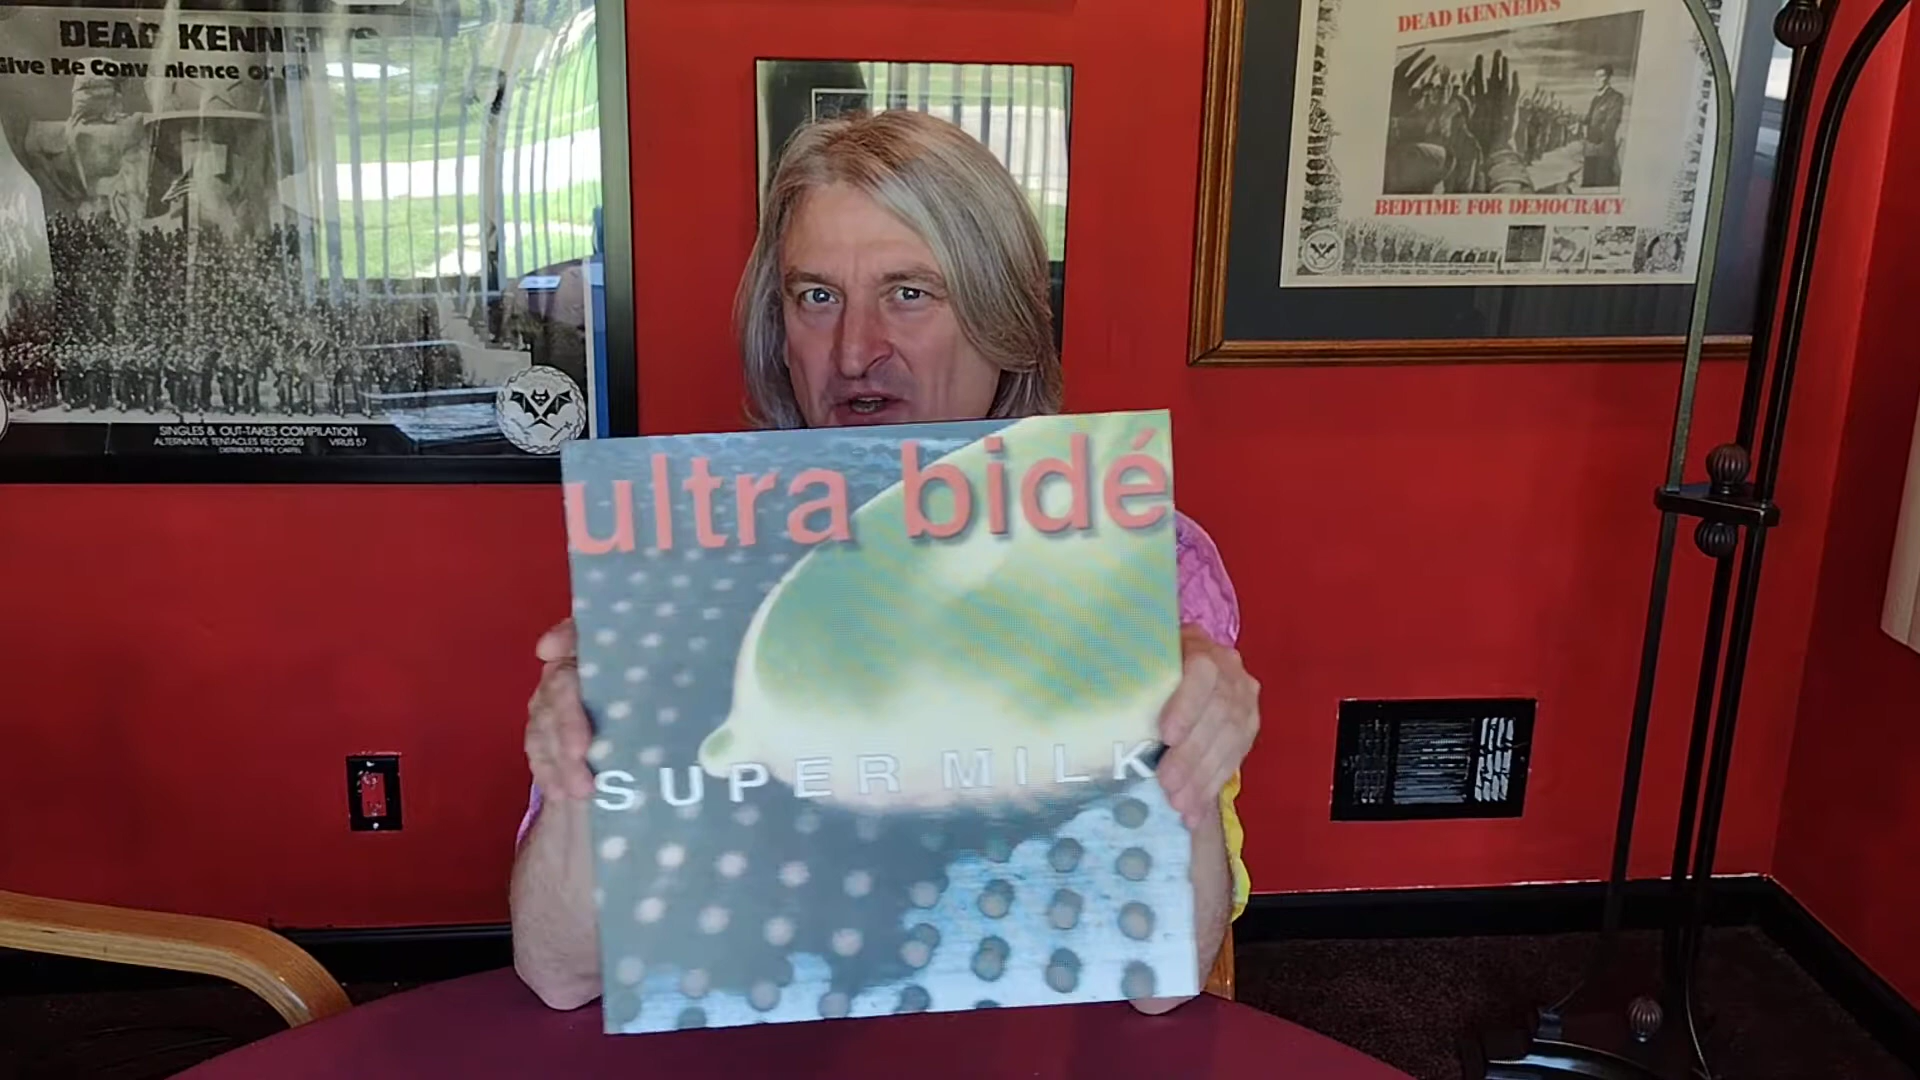 DEAD KENNEDYS
Give Me Convenience or
SINGLES & OUT-TAKES COMPILATION
ALTERNATIVE TENTACLES RECORDS VIRUS 57
DISTRIBUTION THE CARTEL
DEAD KENNEDYS
BEDTIME FOR DEMOCRACY
ultra bidé
SUPER MILK